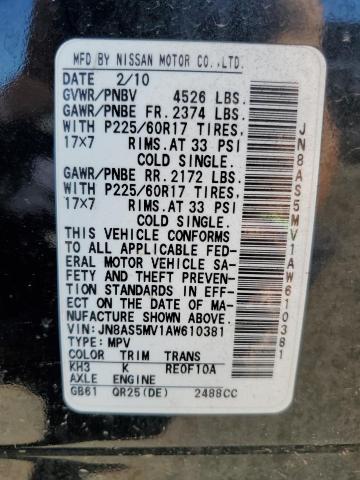 MFD BY NISSAN MOTOR CO.,LTD.
DATE 2/10
GVWR/PNBV 4526 LBS.
GAWR/PNBE FR. 2374 LBS.
WITH P225/60R17 TIRES,
17×7 RIMS.AT 33 PSI
COLD SINGLE.
GAWR/PNBE RR. 2172 LBS.
WITH P225/60R17 TIRES,
17×7 RIMS.AT 33 PSI
COLD SINGLE.
THIS VEHICLE CONFORMS
TO ALL APPLICABLE FED-
ERAL MOTOR VEHICLE SA-
FETY AND THEFT PREVEN-
TION STANDARDS IN EFF-
ECT ON THE DATE OF MA-
NUFACTURE SHOWN ABOVE.
VIN:JN8AS5MV1AW610381
TYPE:MPV
COLOR TRIM TRANS
KH3 K RE0F10A
AXLE ENGINE
GB61 QR25(DE) 2488CC
JN8AS5MV1AW610381